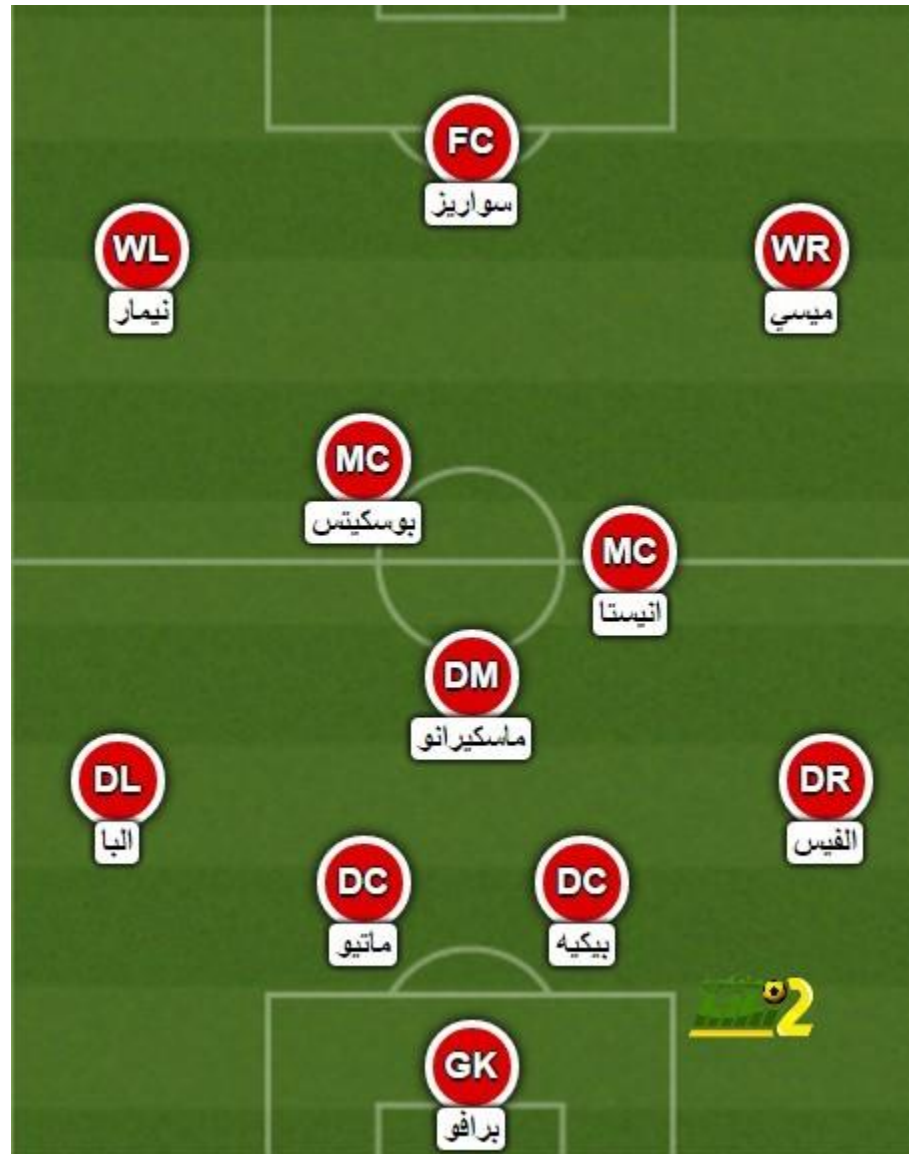 FC
سواريز
WL
نيمار
WR
ميسي
MC
بوسكيتس
MC
انيستا
DM
ماسكيرانو
DL
البا
DR
الفيس
DC
ماتيو
DC
بيكيه
2
GK
برافو